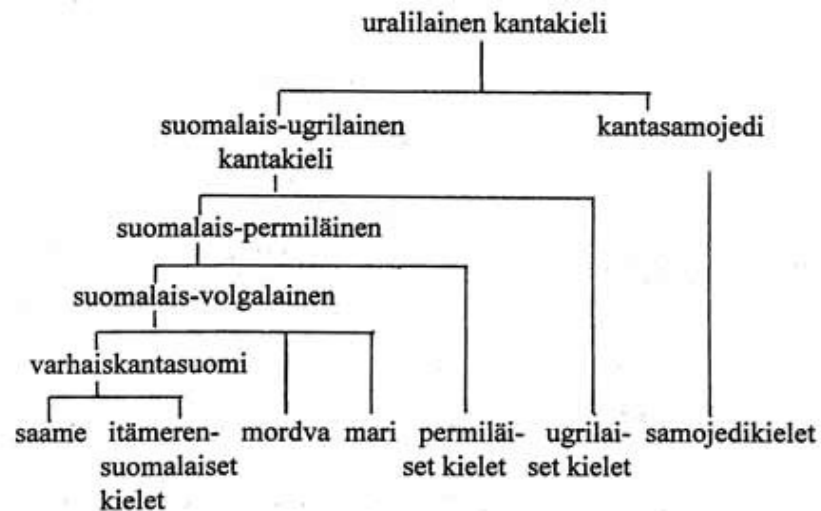 uralilainen kantakieli
suomalais-ugrilainen
kantakieli
kantasamojedi
suomalais-permiläinen
suomalais-volgalainen
varhaiskantasuomi
saame
itämeren-
suomalaiset
kielet
mordva
mari
permiläi-
set kielet
ugrilai-
set kielet
samojedikielet